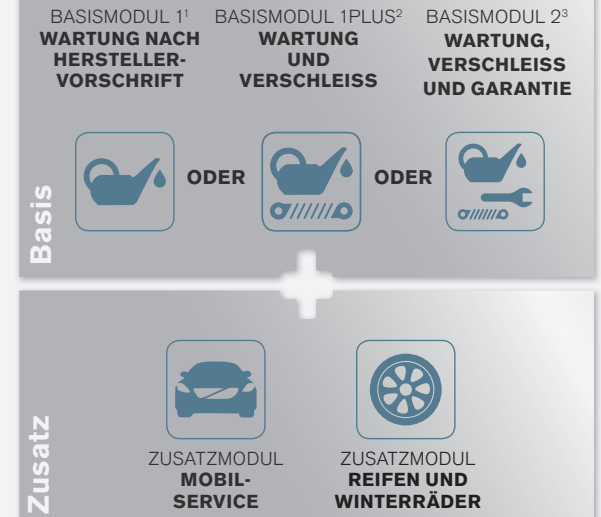 BASISMODUL 1¹
WARTUNG NACH
HERSTELLER-
VORSCHRIFT
BASISMODUL 1PLUS²
WARTUNG
UND
VERSCHLEISS
BASISMODUL 2³
WARTUNG,
VERSCHLEISS
UND GARANTIE
ODER
ODER
Basis
Zusatz
ZUSATZMODUL
MOBIL-
SERVICE
ZUSATZMODUL
REIFEN UND
WINTERRÄDER